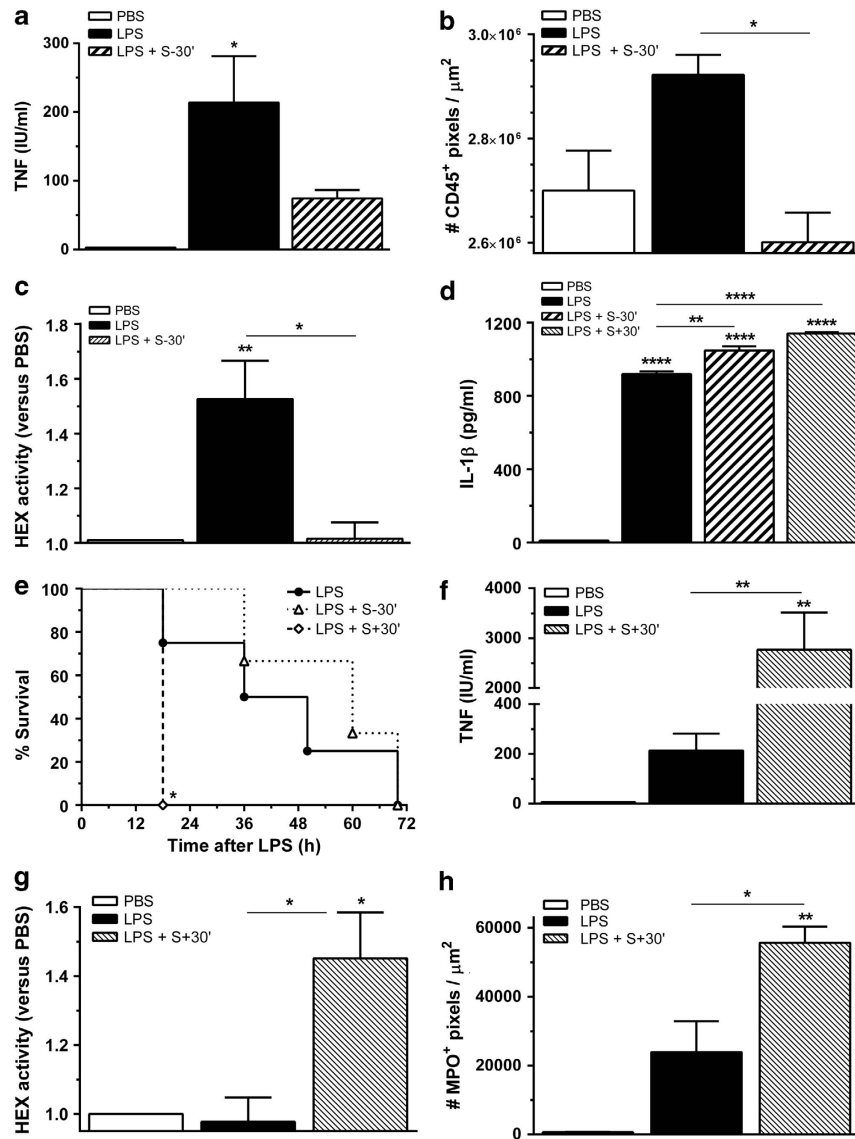 a
PBS
LPS
LPS + S-30'
TNF (IU/ml)
300
200
100
0
*
b
PBS
LPS
LPS + S-30'
# CD45+ pixels / μm2
3.0×10^6
2.8×10^6
2.6×10^6
*
c
PBS
LPS
LPS + S-30'
HEX activity (versus PBS)
1.8
1.6
1.4
1.2
1.0
**
*
d
PBS
LPS
LPS + S-30'
LPS + S+30'
IL-1β (pg/ml)
1200
800
400
0
****
**
****
****
****
e
% Survival
100
80
60
40
20
0
LPS
LPS + S-30'
LPS + S+30'
*
0 12 24 36 48 60 72
Time after LPS (h)
f
PBS
LPS
LPS + S+30'
TNF (IU/ml)
4000
3000
2000
400
200
0
**
**
g
PBS
LPS
LPS + S+30'
HEX activity (versus PBS)
1.6
1.4
1.2
1.0
*
*
h
PBS
LPS
LPS + S+30'
# MPO+ pixels / μm2
60000
40000
20000
0
*
**